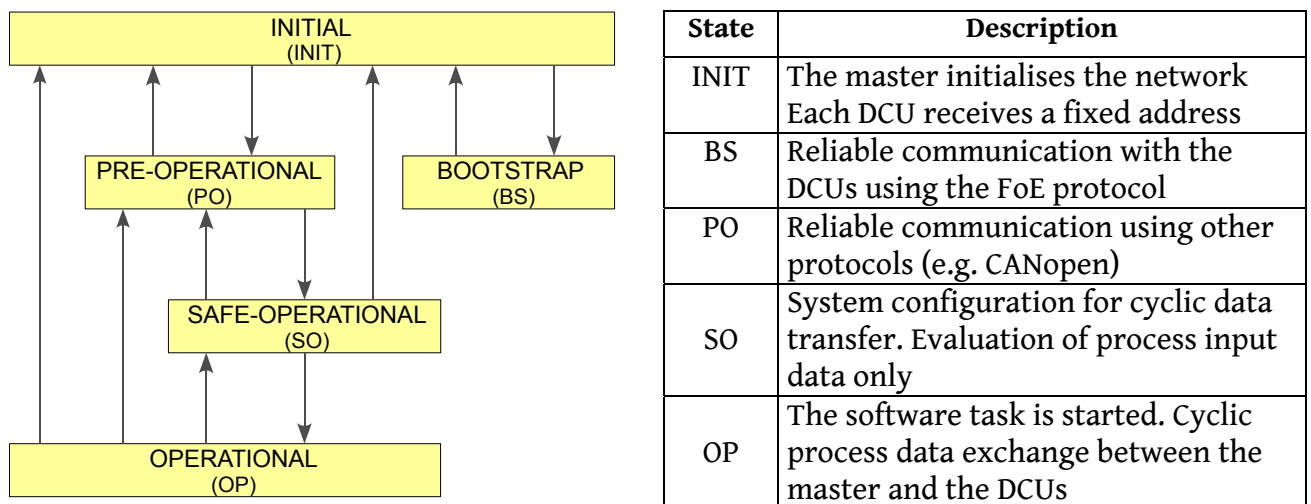 INITIAL
(INIT)
PRE-OPERATIONAL
(PO)
BOOTSTRAP
(BS)
SAFE-OPERATIONAL
(SO)
OPERATIONAL
(OP)
State Description
INIT The master initialises the network
Each DCU receives a fixed address
BS Reliable communication with the
DCUs using the FoE protocol
PO Reliable communication using other
protocols (e.g. CANopen)
System configuration for cyclic data
SO transfer. Evaluation of process input
data only
The software task is started. Cyclic
OP process data exchange between the
master and the DCUs